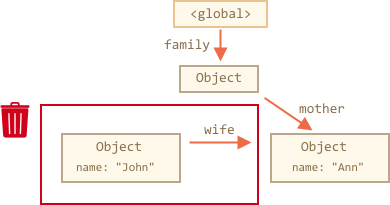 <global>
family
Object
mother
wife
Object
name: "John"
Object
name: "Ann"